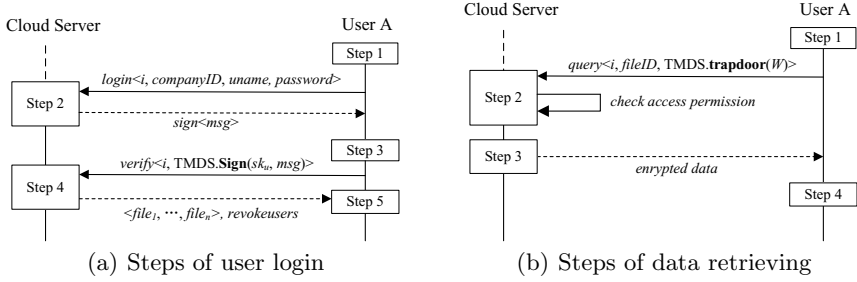 Cloud Server
User A
Step 1
login<i, companyID, uname, password>
Step 2
sign<msg>
Step 3
verify<i, TMDS.Sign(sku, msg)>
Step 4
Step 5
<file1, ···, filen>, revokeusers
(a) Steps of user login
Cloud Server
User A
Step 1
query<i, fileID, TMDS.trapdoor(W)>
Step 2
check access permission
Step 3
encrypted data
Step 4
(b) Steps of data retrieving